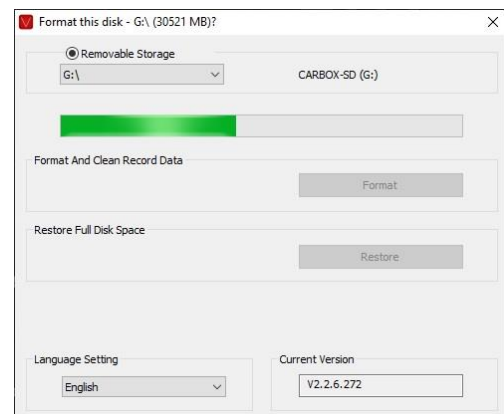 Format this disk - G:\ (30521 MB)?
Removable Storage
G:\
CARBOX-SD (G:)
Format And Clean Record Data
Format
Restore Full Disk Space
Restore
Language Setting
Current Version
English
V2.2.6.272